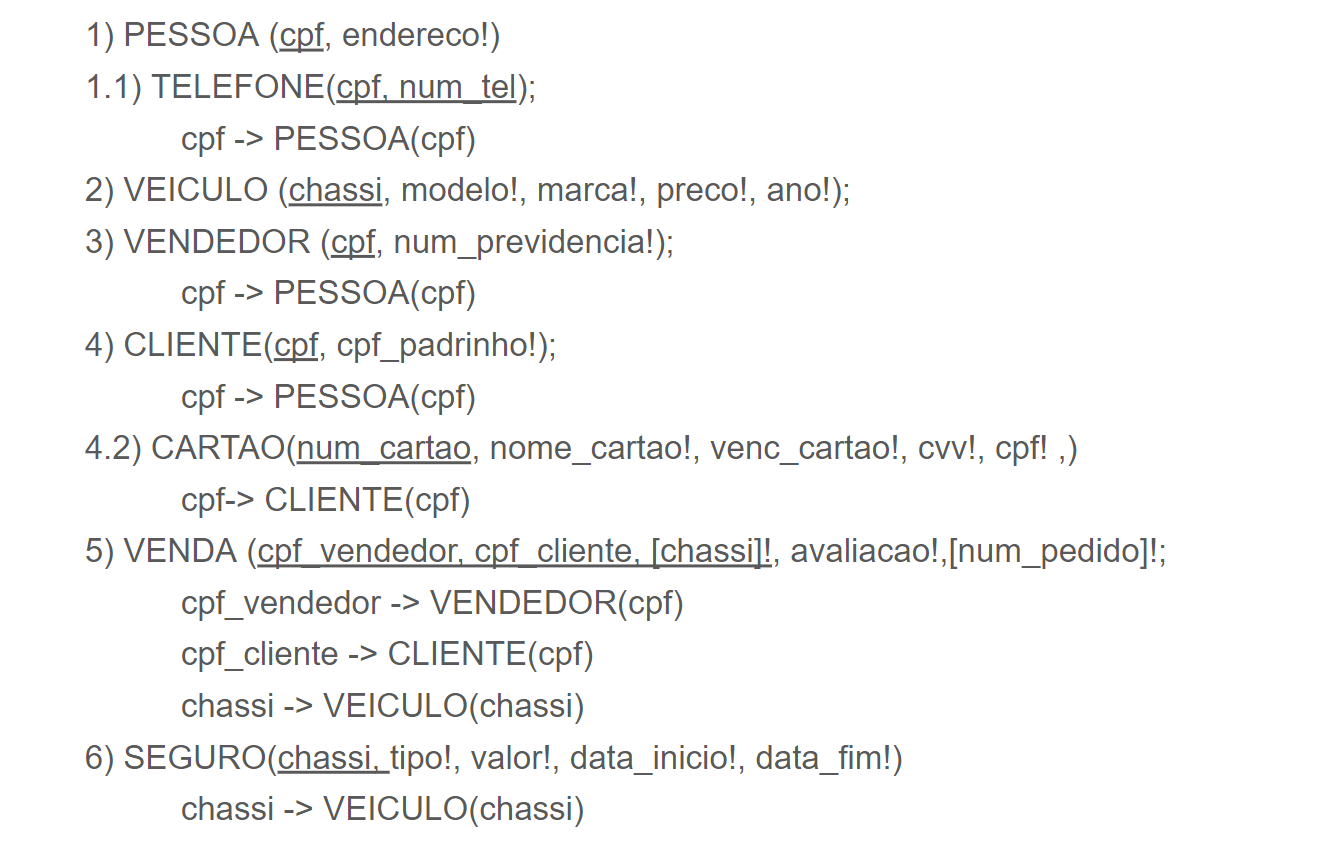 1) PESSOA (cpf, endereco!)
1.1) TELEFONE(cpf, num_tel);
cpf -> PESSOA(cpf)
2) VEICULO (chassi, modelo!, marca!, preco!, ano!);
3) VENDEDOR (cpf, num_previdencia!);
cpf -> PESSOA(cpf)
4) CLIENTE(cpf, cpf_padrinho!);
cpf -> PESSOA(cpf)
4.2) CARTAO(num_cartao, nome_cartao!, venc_cartao!, cvv!, cpf! ,)
cpf-> CLIENTE(cpf)
5) VENDA (cpf_vendedor, cpf_cliente, [chassi]!, avaliacao!,[num_pedido]!;
cpf_vendedor -> VENDEDOR(cpf)
cpf_cliente -> CLIENTE(cpf)
chassi -> VEICULO(chassi)
6) SEGURO(chassi, tipo!, valor!, data_inicio!, data_fim!)
chassi -> VEICULO(chassi)